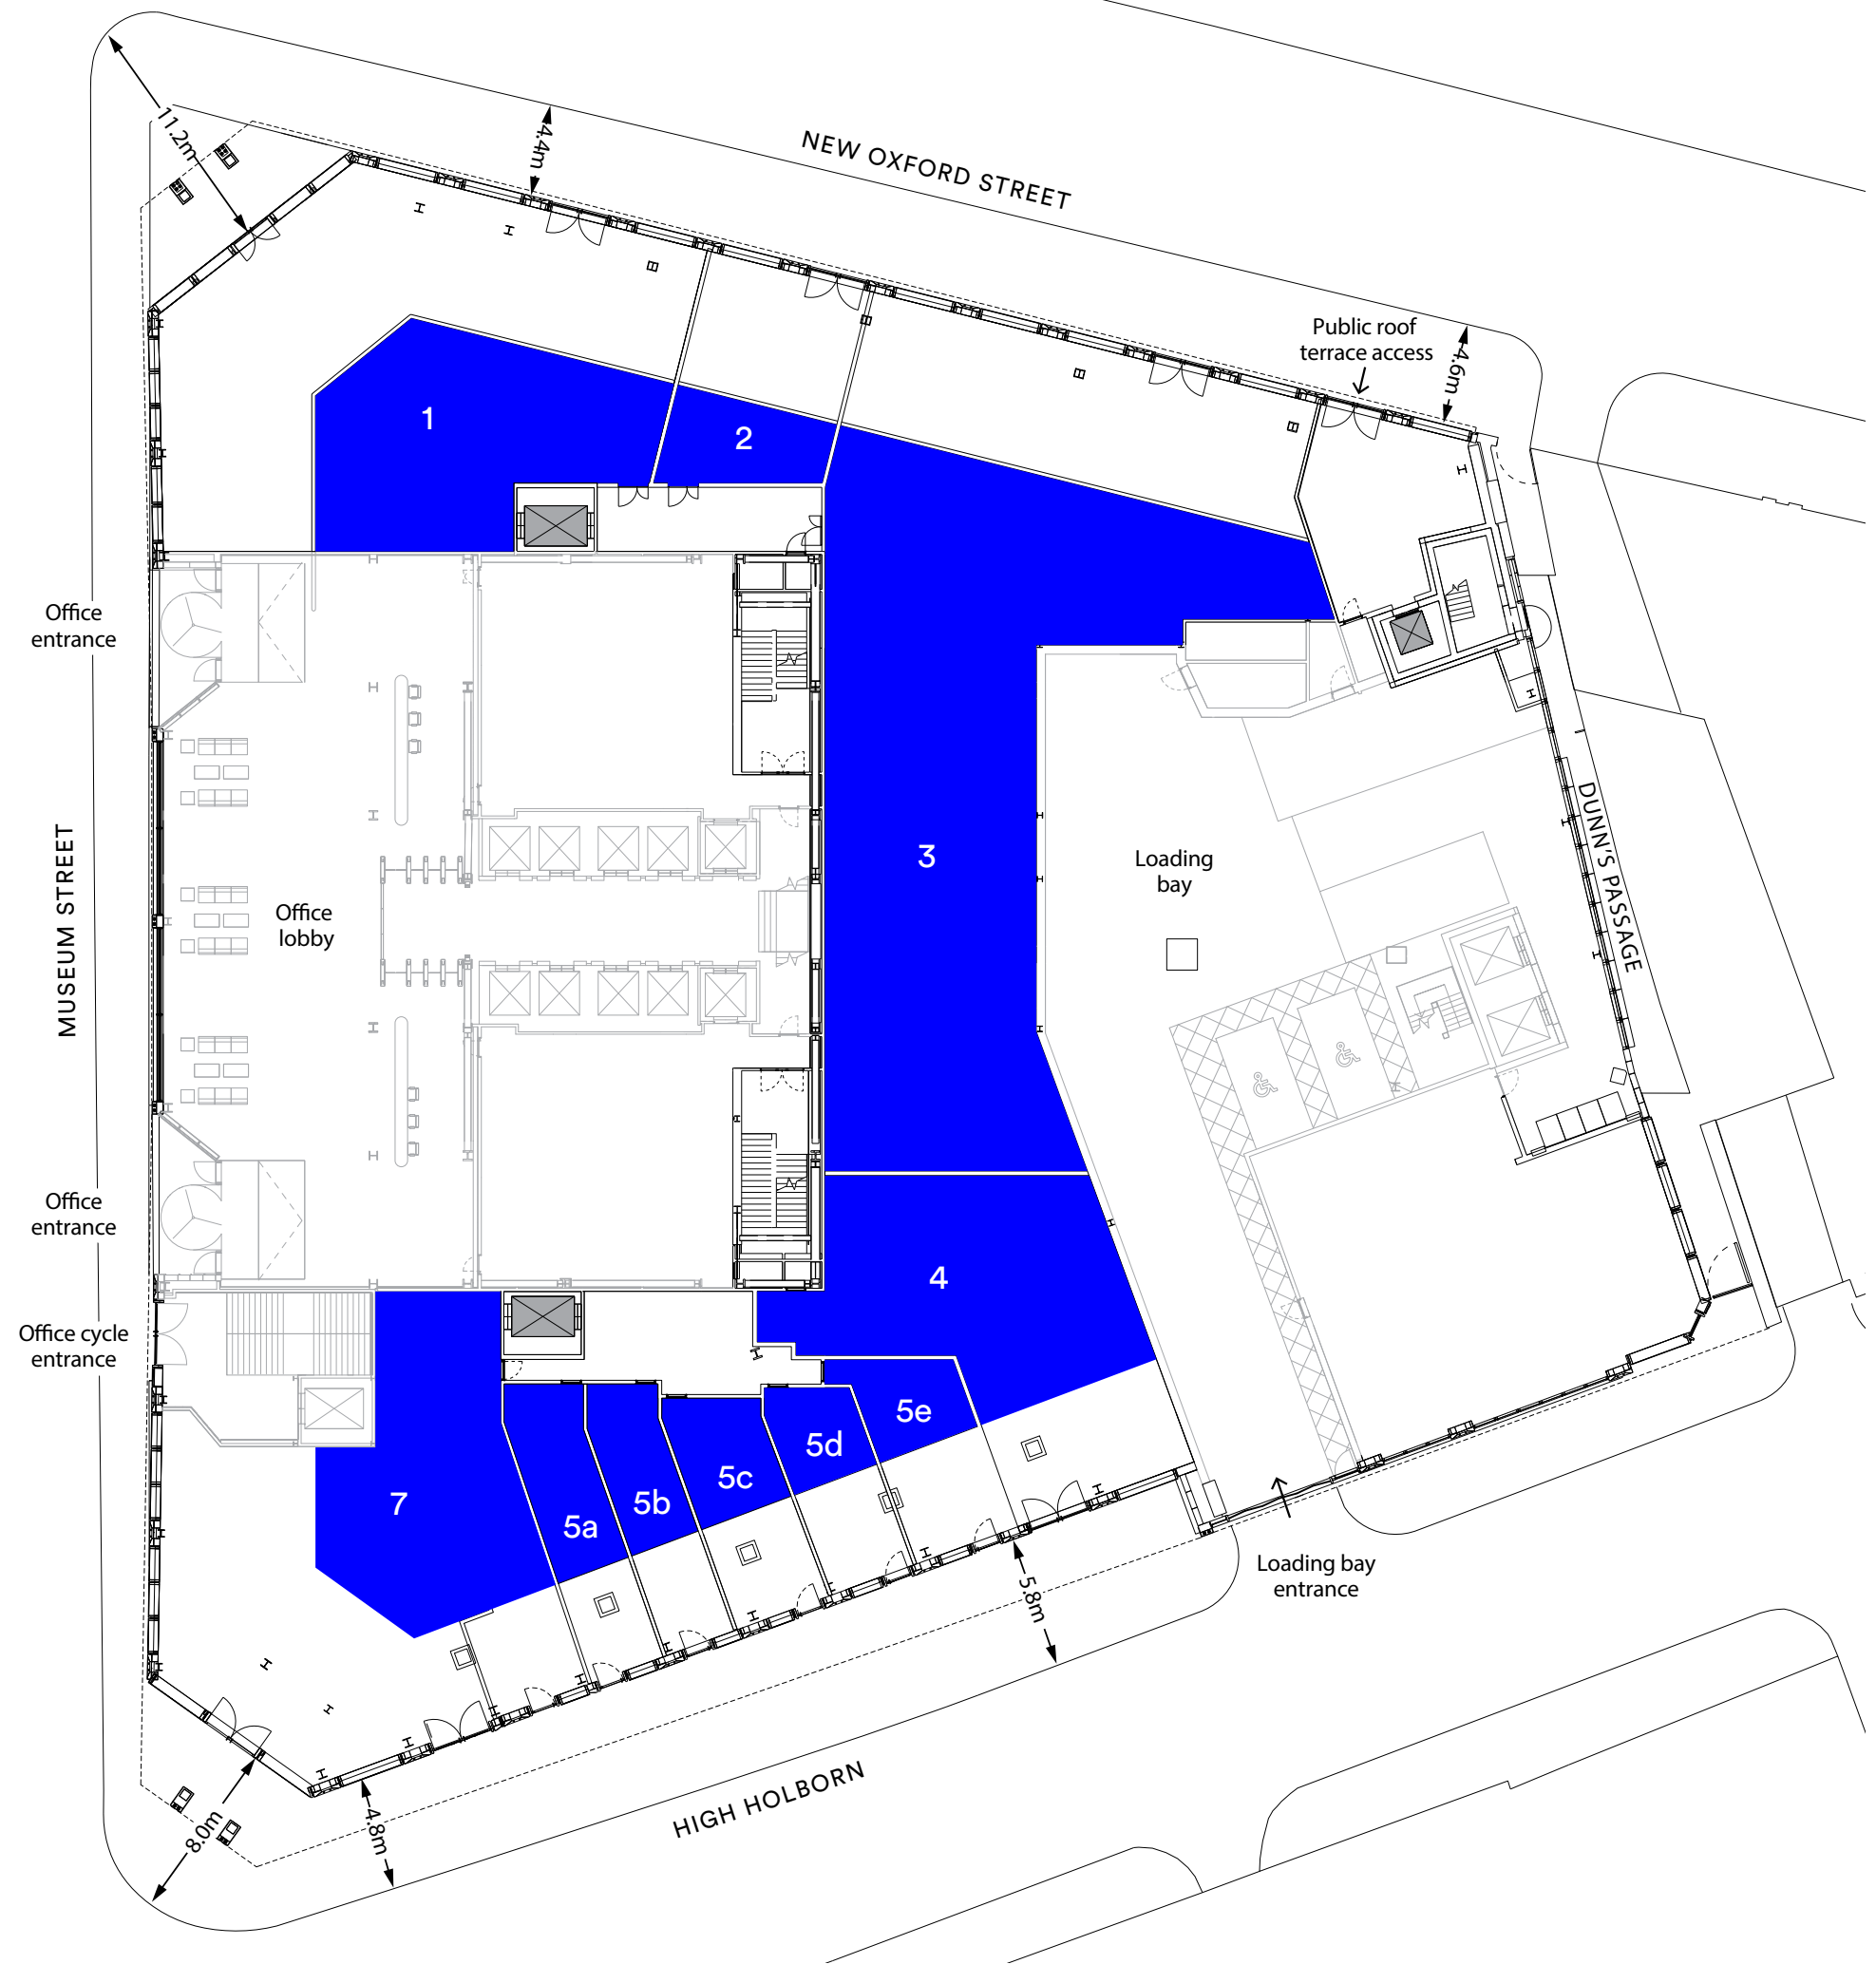 11.2m
4.4m
NEW OXFORD STREET
Public roof
terrace access
4.6m
1
2
Office
entrance
MUSEUM STREET
Office
lobby
3
Loading
bay
DUNN'S PASSAGE
Office
entrance
4
Office cycle
entrance
5e
5d
5c
5b
5a
7
5.8m
Loading bay
entrance
HIGH HOLBORN
4.8m
8.0m